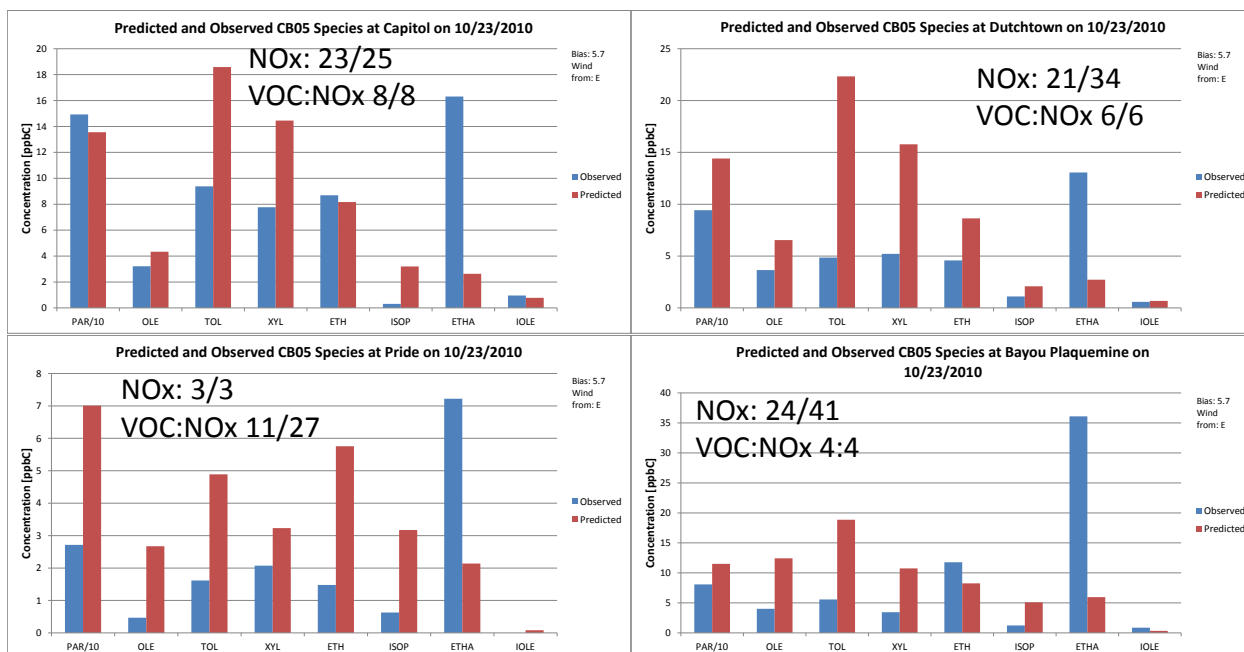 Predicted and Observed CB05 Species at Capitol on 10/23/2010
NOx: 23/25
VOC:NOx 8/8
Bias: 5.7
Wind
from: E
Concentration [ppbC]
20
18
16
14
12
10
8
6
4
2
0
PAR/10 OLE TOL XYL ETH ISOP ETHA IOLE
Observed
Predicted
Predicted and Observed CB05 Species at Dutchtown on 10/23/2010
NOx: 21/34
VOC:NOx 6/6
Bias: 5.7
Wind
from: E
Concentration [ppbC]
25
20
15
10
5
0
PAR/10 OLE TOL XYL ETH ISOP ETHA IOLE
Observed
Predicted
Predicted and Observed CB05 Species at Pride on 10/23/2010
NOx: 3/3
VOC:NOx 11/27
Bias: 5.7
Wind
from: E
Concentration [ppbC]
8
7
6
5
4
3
2
1
0
PAR/10 OLE TOL XYL ETH ISOP ETHA IOLE
Observed
Predicted
Predicted and Observed CB05 Species at Bayou Plaquemine on
10/23/2010
NOx: 24/41
VOC:NOx 4:4
Bias: 5.7
Wind
from: E
Concentration [ppbC]
40
35
30
25
20
15
10
5
0
PAR/10 OLE TOL XYL ETH ISOP ETHA IOLE
Observed
Predicted